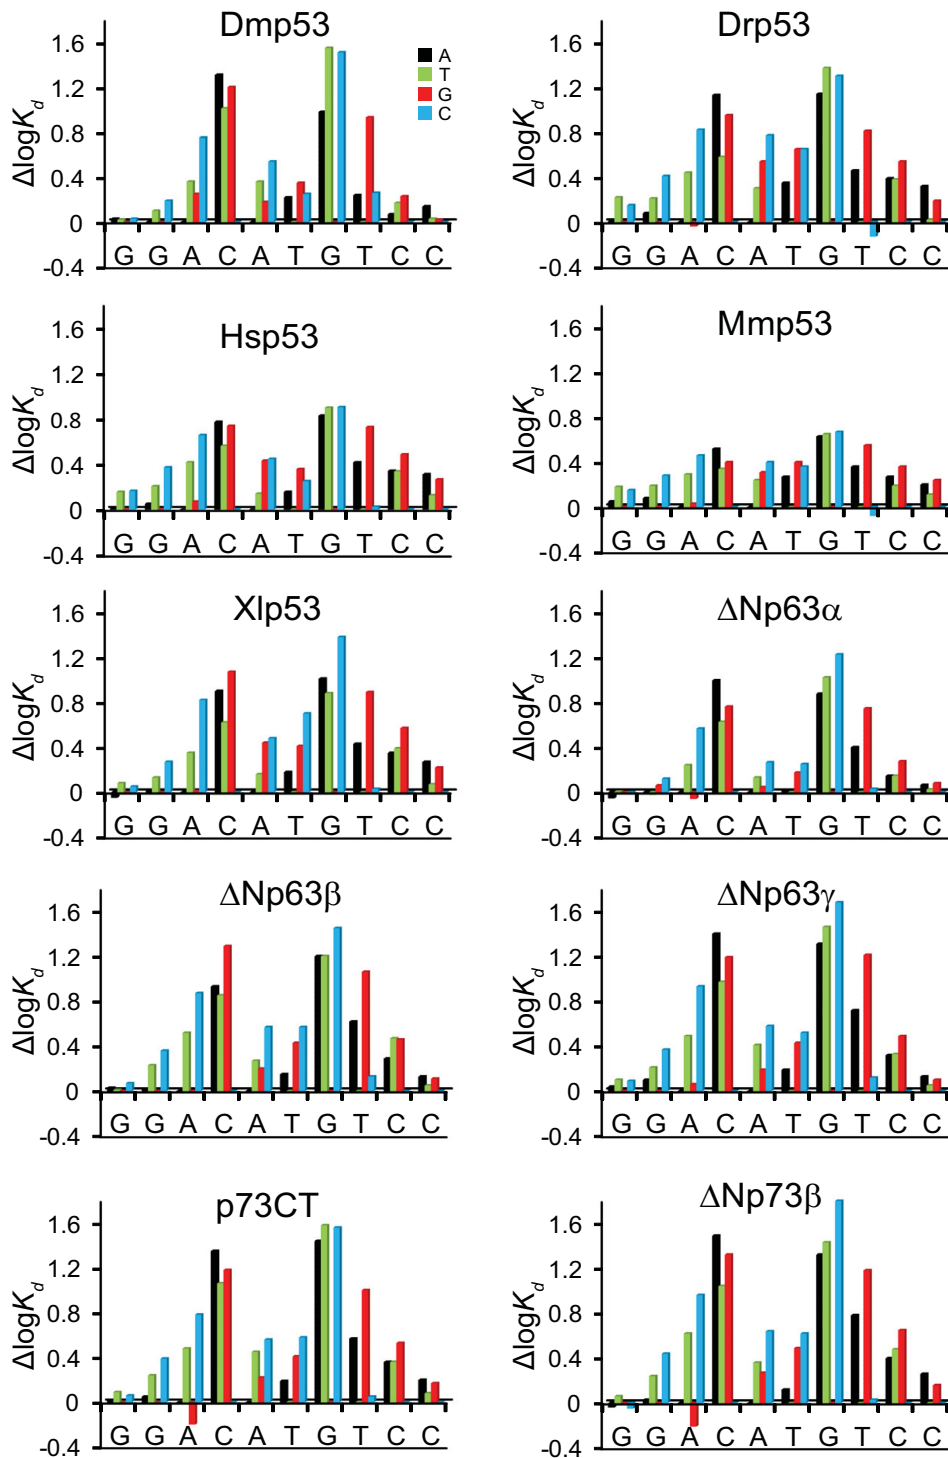 Dmp53
ΔlogKd
1.6
1.2
0.8
0.4
0
-0.4
A
T
G
C
G G A C A T G T C C
Drp53
ΔlogKd
1.6
1.2
0.8
0.4
0
-0.4
G G A C A T G T C C
Hsp53
ΔlogKd
1.6
1.2
0.8
0.4
0
-0.4
G G A C A T G T C C
Mmp53
ΔlogKd
1.6
1.2
0.8
0.4
0
-0.4
G G A C A T G T C C
Xlp53
ΔlogKd
1.6
1.2
0.8
0.4
0
-0.4
G G A C A T G T C C
ΔNp63α
ΔlogKd
1.6
1.2
0.8
0.4
0
-0.4
G G A C A T G T C C
ΔNp63β
ΔlogKd
1.6
1.2
0.8
0.4
0
-0.4
G G A C A T G T C C
ΔNp63γ
ΔlogKd
1.6
1.2
0.8
0.4
0
-0.4
G G A C A T G T C C
p73CT
ΔlogKd
1.6
1.2
0.8
0.4
0
-0.4
G G A C A T G T C C
ΔNp73β
ΔlogKd
1.6
1.2
0.8
0.4
0
-0.4
G G A C A T G T C C